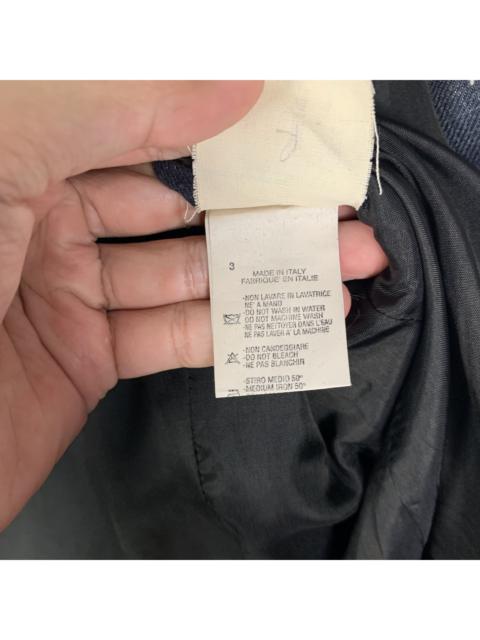 3
MADE IN ITALY
FABRIQUE' EN ITALIE
-NON LAVARE IN LAVATRICE
NE' A MANO
-DO NOT WASH IN WATER
DO NOT MACHINE WASH
-NE PAS NETTOYER DANS L'EAU
NE PAS LAVER A' LA MACHINE
-NON CANDEGGIARE
-DO NOT BLEACH
-NE PAS BLANCHIR
-STIRO MEDIO 50°
-MEDIUM IRON 50°